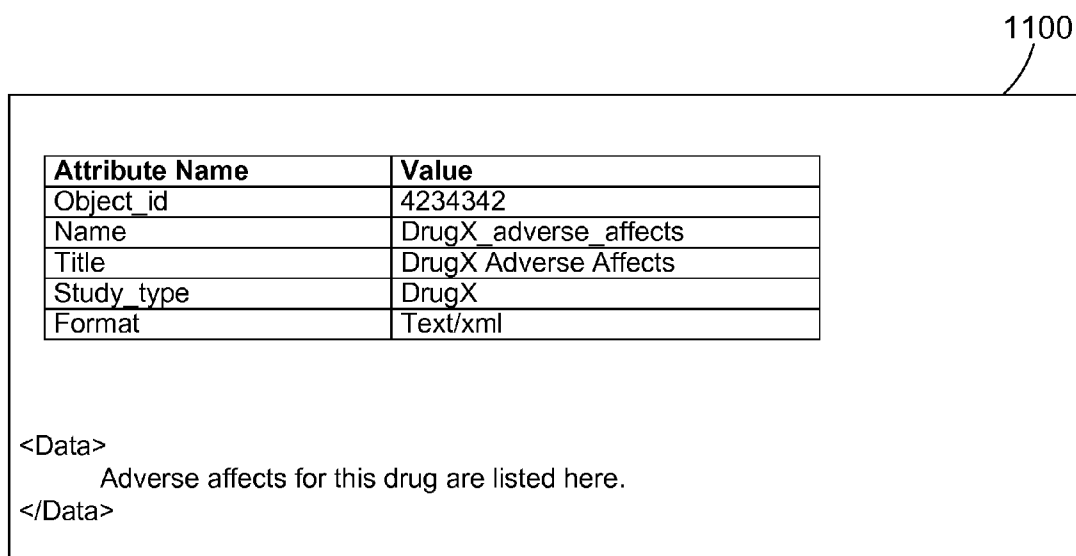 1100
Attribute Name Value
Object_id 4234342
Name DrugX_adverse_affects
Title DrugX Adverse Affects
Study_type DrugX
Format Text/xml
<Data>
Adverse affects for this drug are listed here.
</Data>